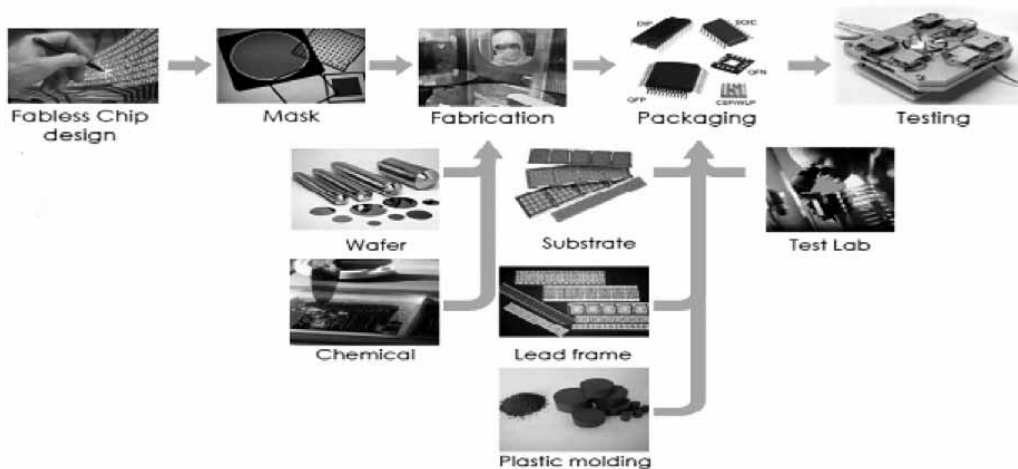 DIP
SOIC
QFN
QFP
CSP/WLP
Fabless Chip
design
Mask
Fabrication
Packaging
Testing
Wafer
Substrate
Test Lab
Chemical
Lead frame
Plastic molding